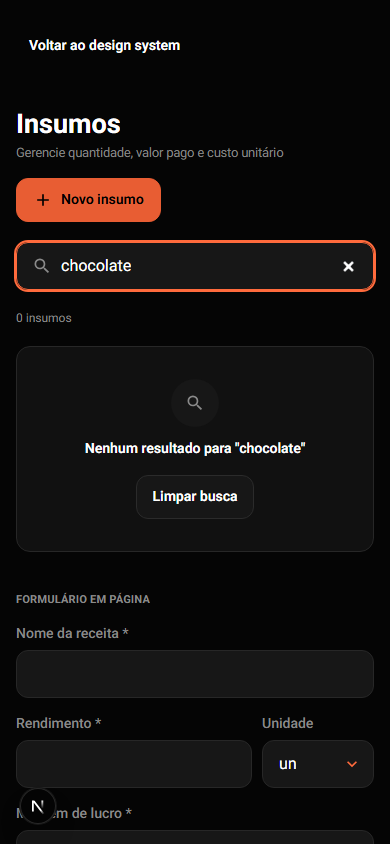 Voltar ao design system
Insumos
Gerencie quantidade, valor pago e custo unitário
Novo insumo
chocolate
0 insumos
Nenhum resultado para "chocolate"
Limpar busca
FORMULÁRIO EM PÁGINA
Nome da receita *
Rendimento *
Unidade
un
N
de lucro *